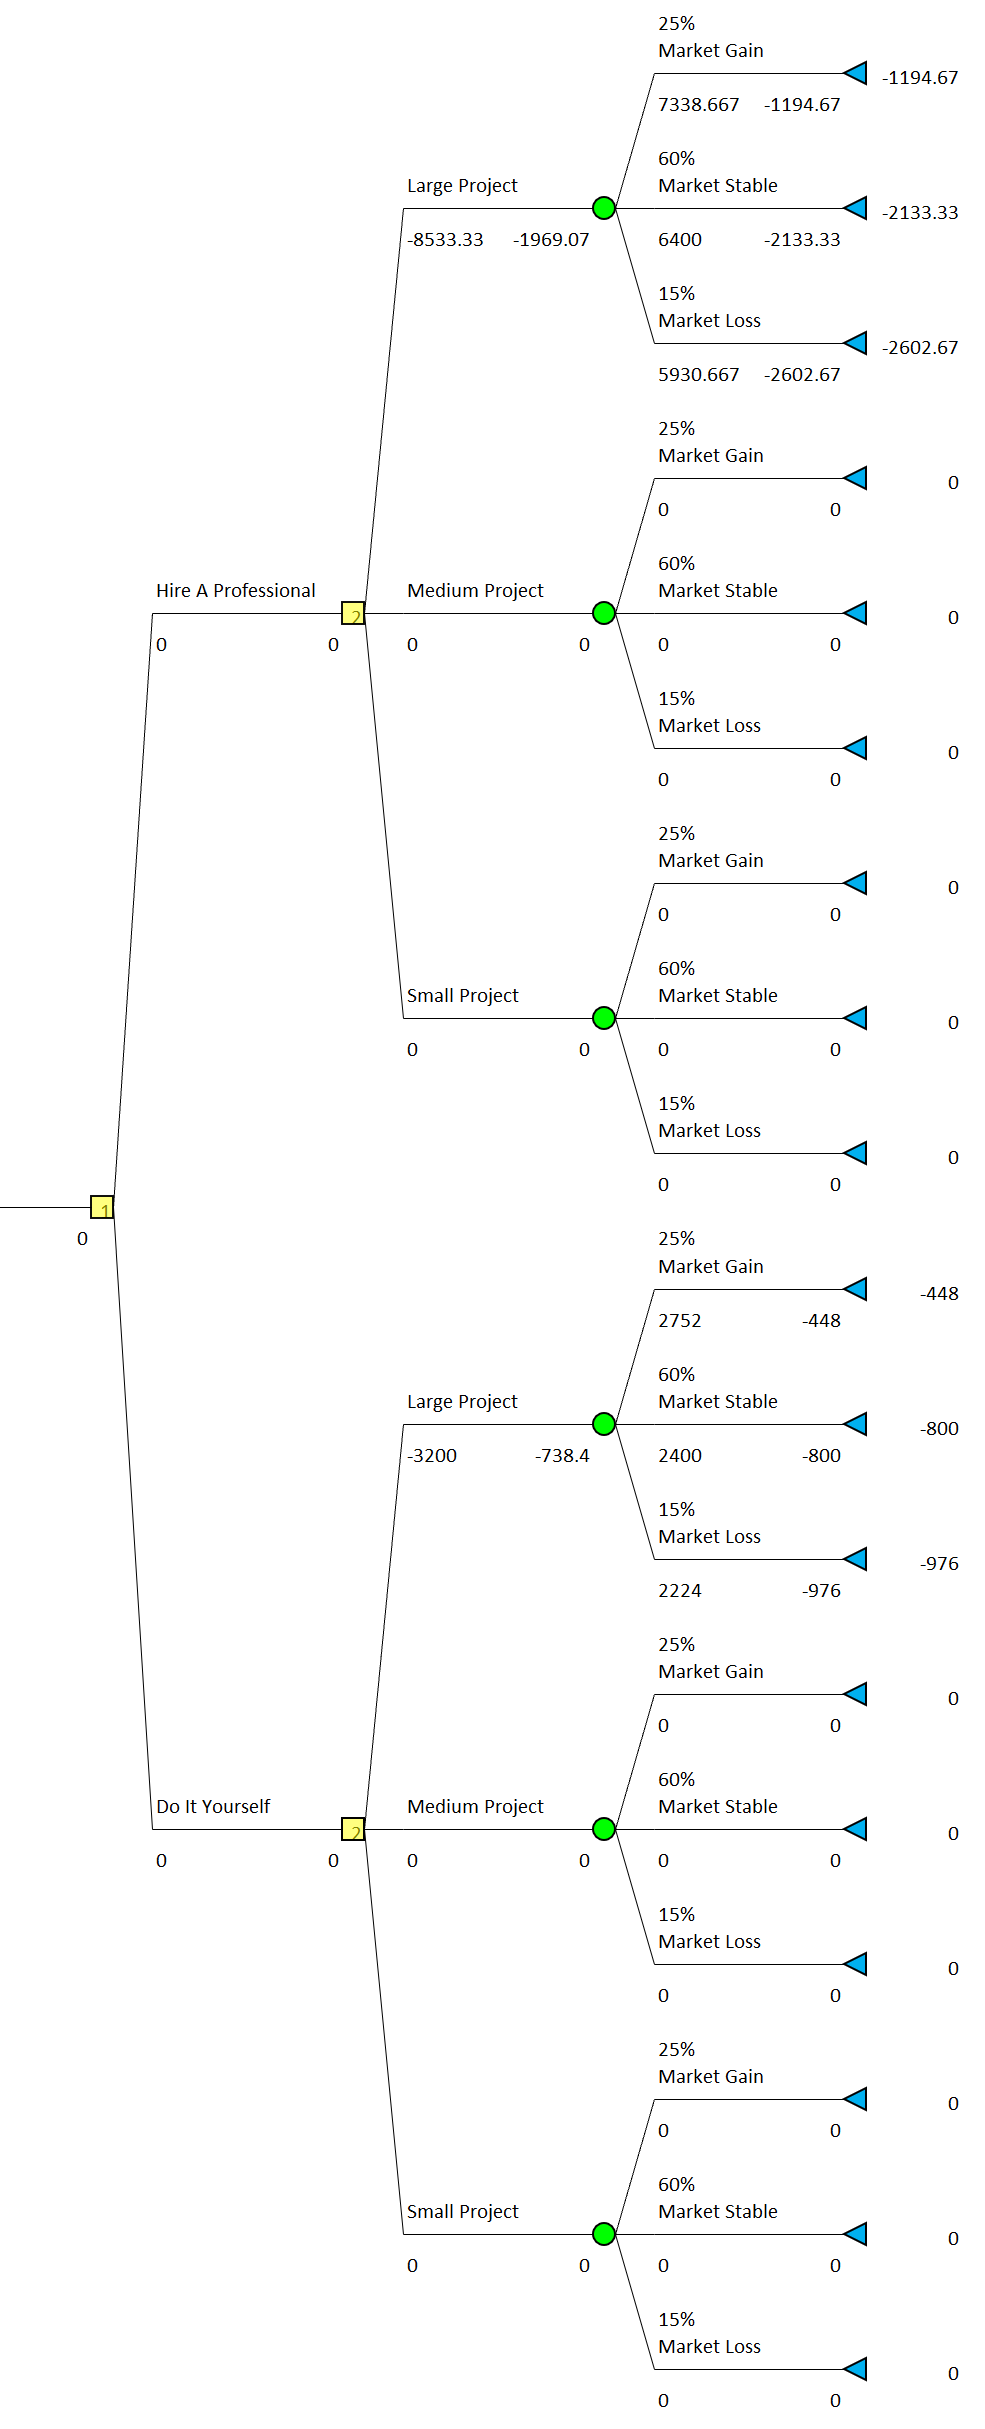 25%
Market Gain
-1194.67
7338.667 -1194.67
60%
Large Project Market Stable
-2133.33
-8533.33 -1969.07 6400 -2133.33
15%
Market Loss
-2602.67
5930.667 -2602.67
25%
Market Gain
0
0 0
60%
Hire A Professional Medium Project Market Stable
2 0
0 0 0 0 0 0
15%
Market Loss
0
0 0
25%
Market Gain
0
0 0
60%
Small Project Market Stable
0
0 0 0 0
15%
Market Loss
0
0 0
1
0 25%
Market Gain
-448
2752 -448
60%
Large Project Market Stable
-800
-3200 -738.4 2400 -800
15%
Market Loss
-976
2224 -976
25%
Market Gain
0
0 0
60%
Do It Yourself Medium Project Market Stable
2 0
0 0 0 0 0 0
15%
Market Loss
0
0 0
25%
Market Gain
0
0 0
60%
Small Project Market Stable
0
0 0 0 0
15%
Market Loss
0
0 0